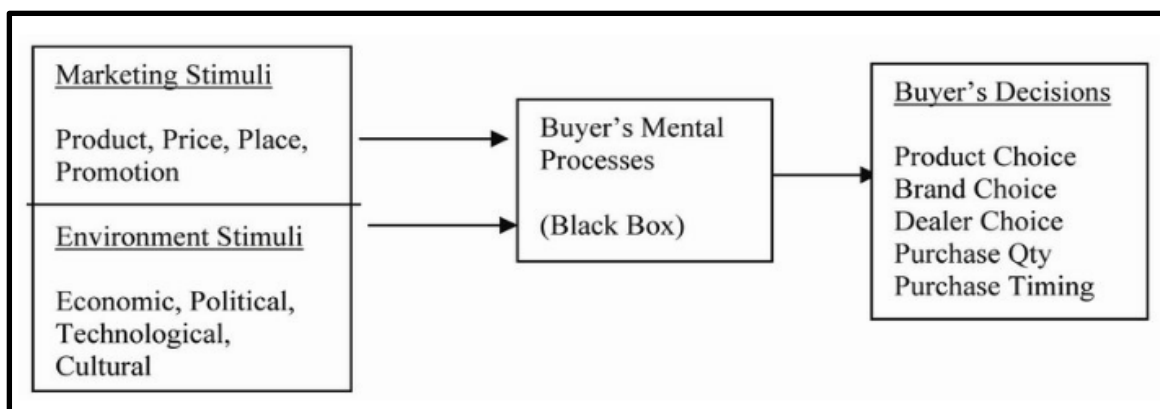 Marketing Stimuli
Product, Price, Place,
Promotion
Environment Stimuli
Economic, Political,
Technological,
Cultural
Buyer’s Mental
Processes
(Black Box)
Buyer’s Decisions
Product Choice
Brand Choice
Dealer Choice
Purchase Qty
Purchase Timing